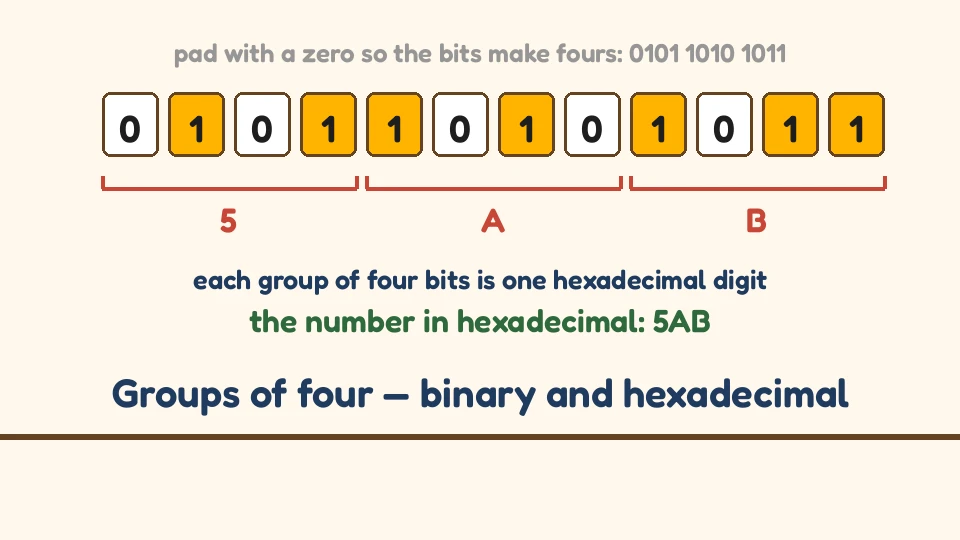 pad with a zero so the bits make fours: 0101 1010 1011
0 1 0 1 1 0 1 0 1 0 1 1
5 A B
each group of four bits is one hexadecimal digit
the number in hexadecimal: 5AB
Groups of four — binary and hexadecimal